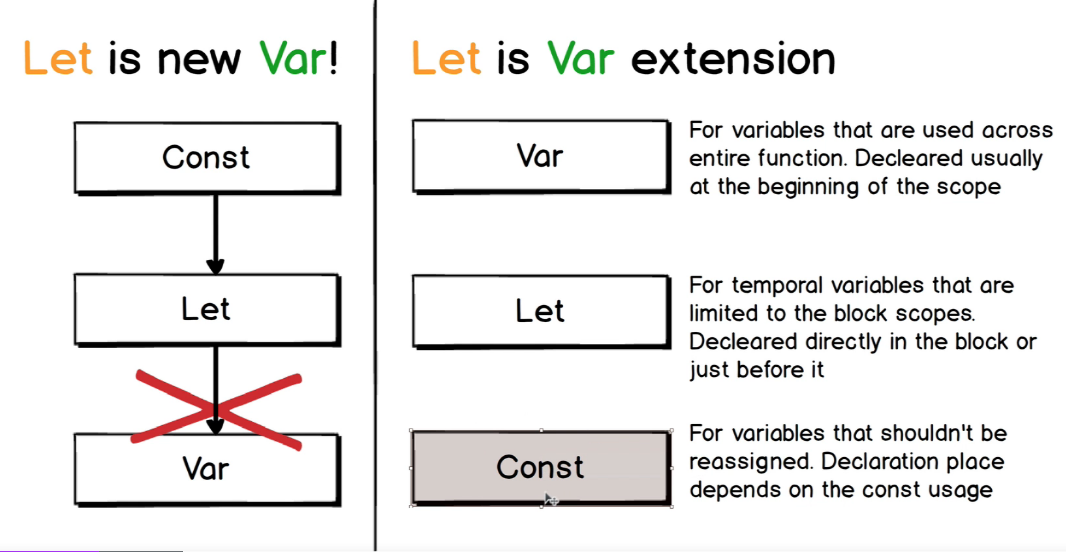 Let is new Var!
Const
Let
Var
Let is Var extension
Var
For variables that are used across
entire function. Decleared usually
at the beginning of the scope
Let
For temporal variables that are
limited to the block scopes.
Decleared directly in the block or
just before it
Const
For variables that shouldn't be
reassigned. Declaration place
depends on the const usage